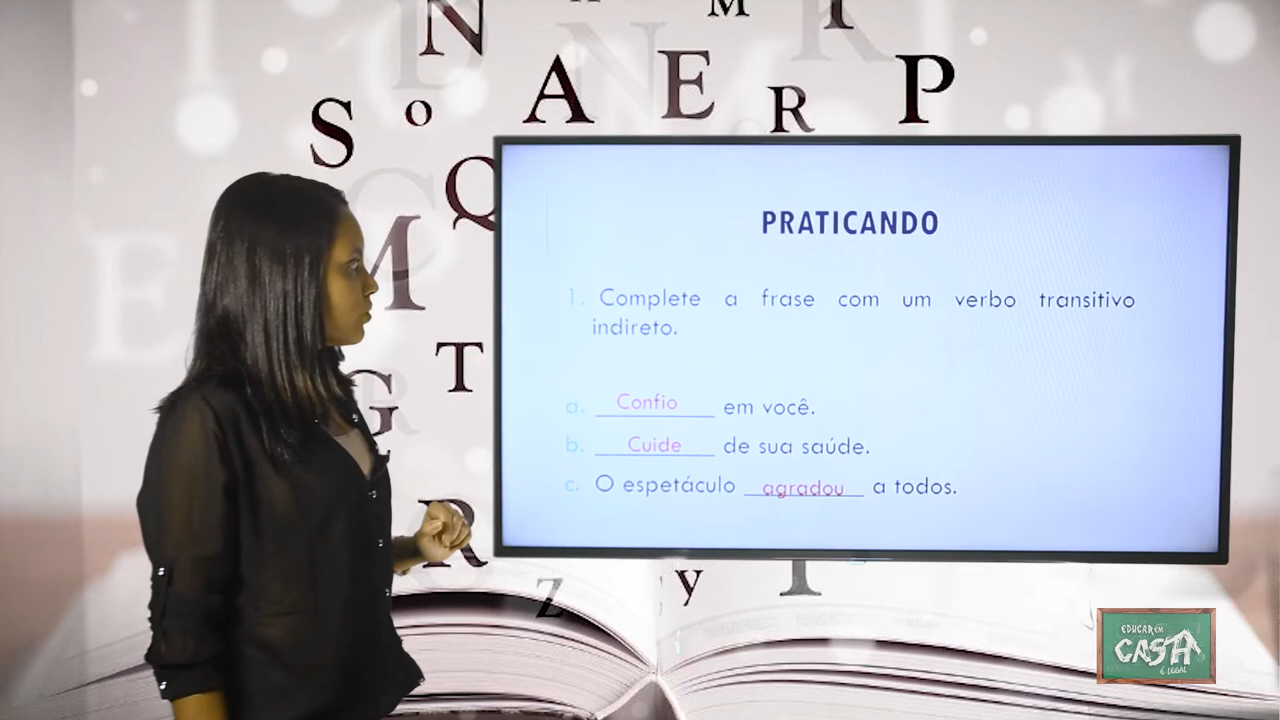 N
M
S o A E R P
Q
M
T
G
R
Z y I
PRATICANDO
1. Complete a frase com um verbo transitivo
indireto.
a. Confio em você.
b. Cuide de sua saúde.
c. O espetáculo agradou a todos.
EDUCAR EM
CASA
É LEGAL